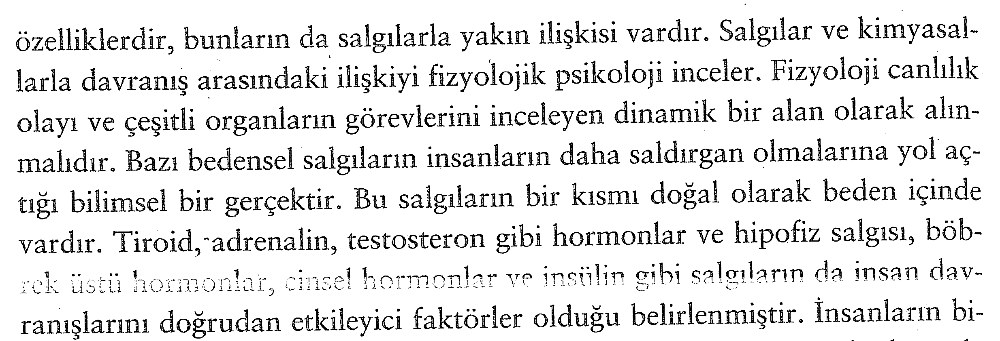 özelliklerdir, bunların da salgılarla yakın ilişkisi vardır. Salgılar ve kimyasal-
larla davranış arasındaki ilişkiyi fizyolojik psikoloji inceler. Fizyoloji canlılık
olayı ve çeşitli organların görevlerini inceleyen dinamik bir alan olarak alın-
malıdır. Bazı bedensel salgıların insanların daha saldırgan olmalarına yol aç-
tığı bilimsel bir gerçektir. Bu salgıların bir kısmı doğal olarak beden içinde
vardır. Tiroid, adrenalin, testosteron gibi hormonlar ve hipofiz salgısı, böb-
rek üstü hormonlar, cinsel hormonlar ve insülin gibi salgıların da insan dav-
ranışlarını doğrudan etkileyici faktörler olduğu belirlenmiştir. İnsanların bi-